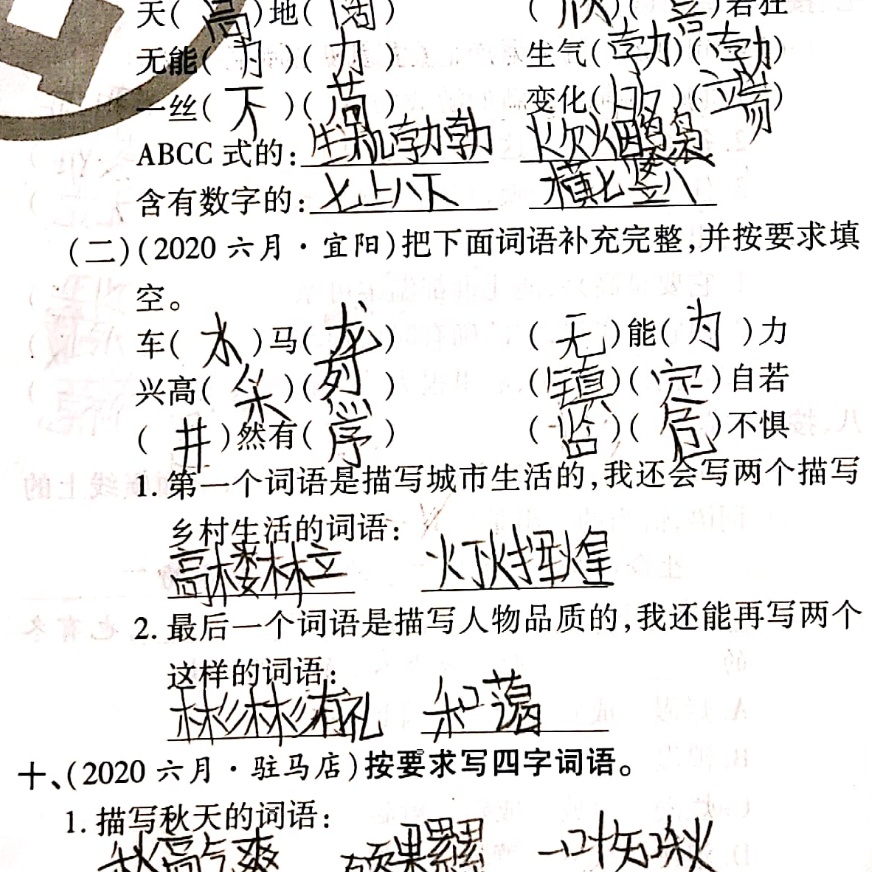 天(高)地(阔) (欣)(喜)若狂
无能(为)(力) 生气(勃)(勃)
一丝(不)(苟) 变化(多)(端)
ABCC 式的:生机勃勃
含有数字的:七上八下 横七竖八
(二)(2020 六月·宜阳)把下面词语补充完整,并按要求填
空。
车(水)马(龙) (无)能(为)力
兴高(采)(烈) (镇)(定)自若
(井)然有(序) (临)(危)不惧
1. 第一个词语是描写城市生活的,我还会写两个描写
乡村生活的词语:
高楼林立 灯火辉煌
2. 最后一个词语是描写人物品质的,我还能再写两个
这样的词语:
彬彬有礼 和蔼
十、(2020 六月·驻马店)按要求写四字词语。
1. 描写秋天的词语:
秋高气爽 硕果累累 一叶知秋